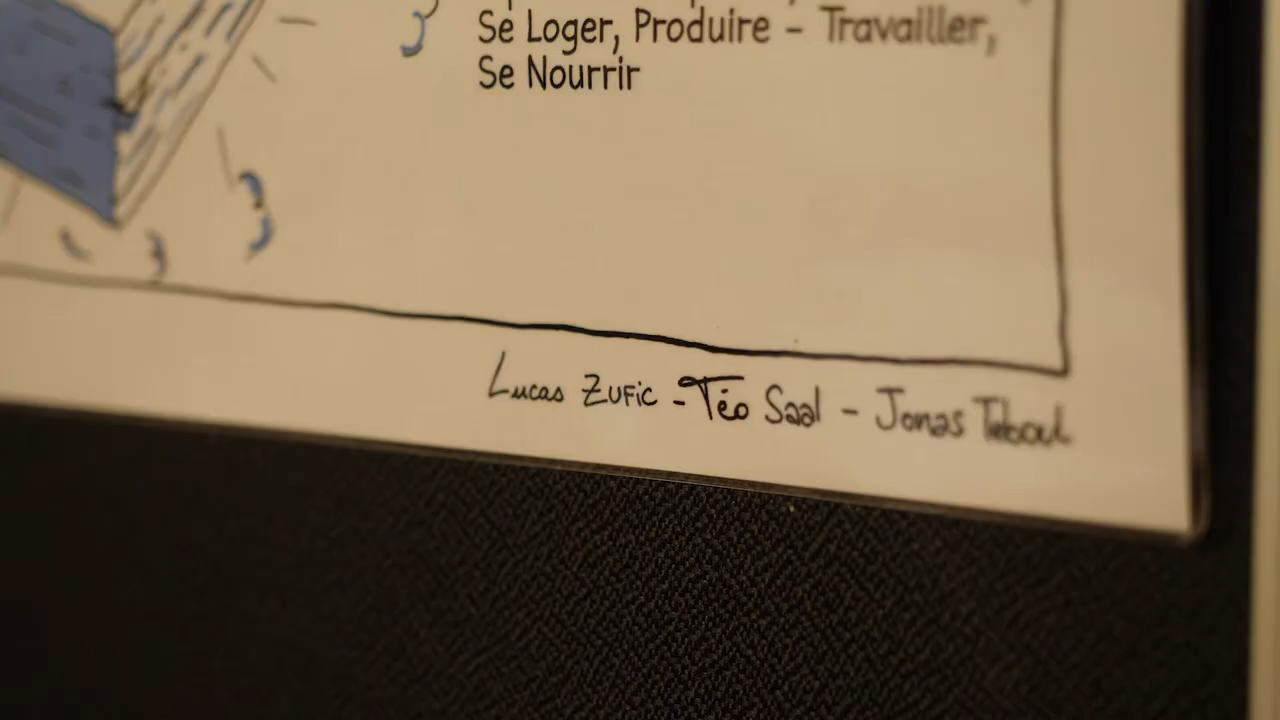 Se Loger, Produire – Travailler,
Se Nourrir
Lucas Zufic - Téo Saal - Jonas Teboul